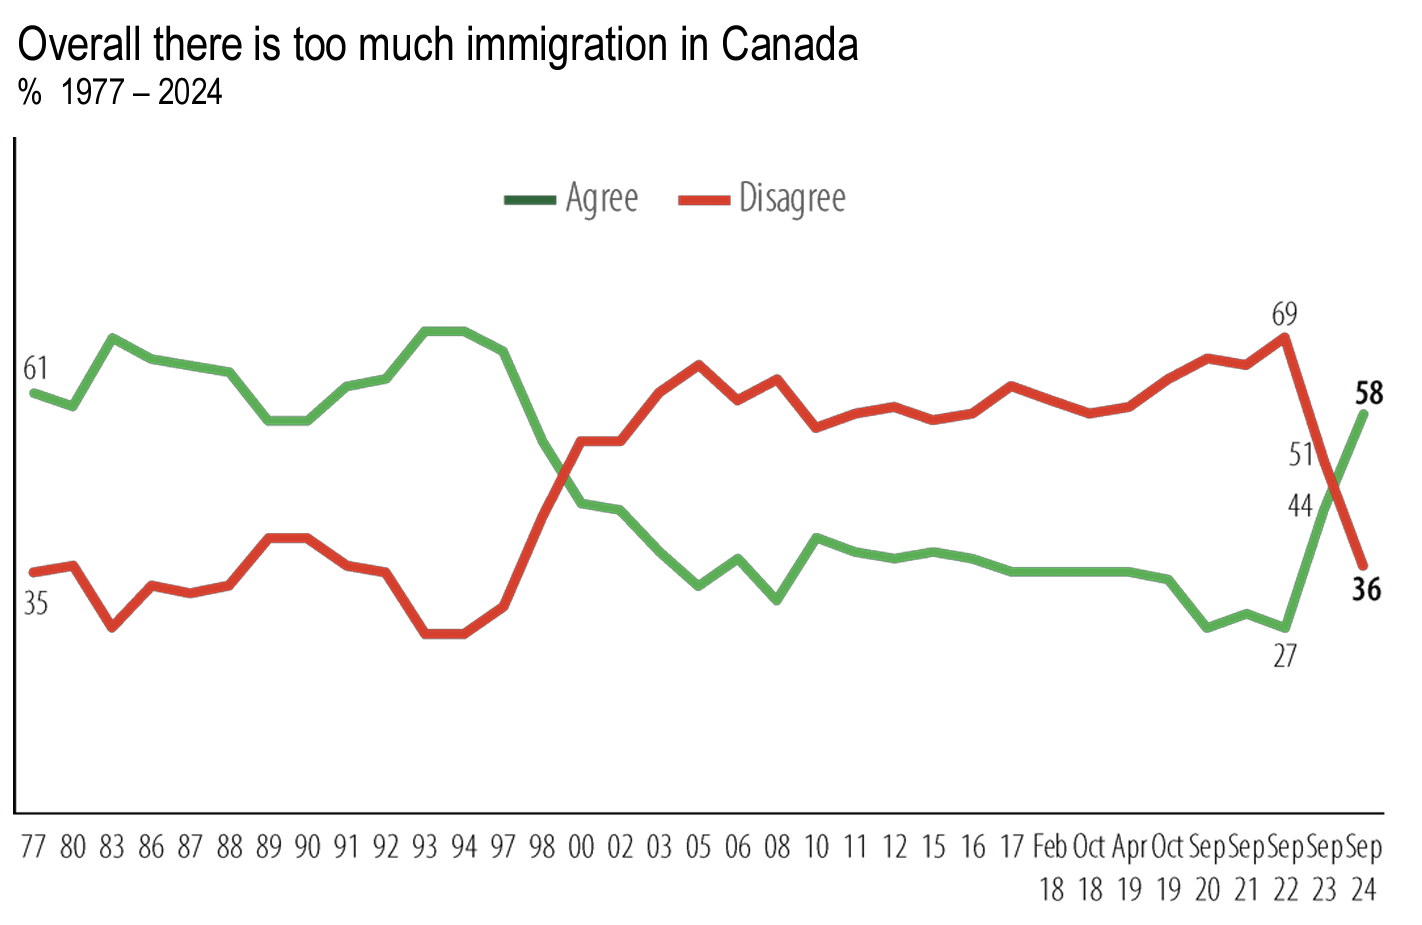 Overall there is too much immigration in Canada
% 1977 – 2024
Agree Disagree
69
61
58
51
44
35
36
27
77 80 83 86 87 88 89 90 91 92 93 94 97 98 00 02 03 05 06 08 10 11 12 15 16 17 Feb Oct Apr Oct Sep Sep Sep Sep Sep
18 18 19 19 20 21 22 23 24